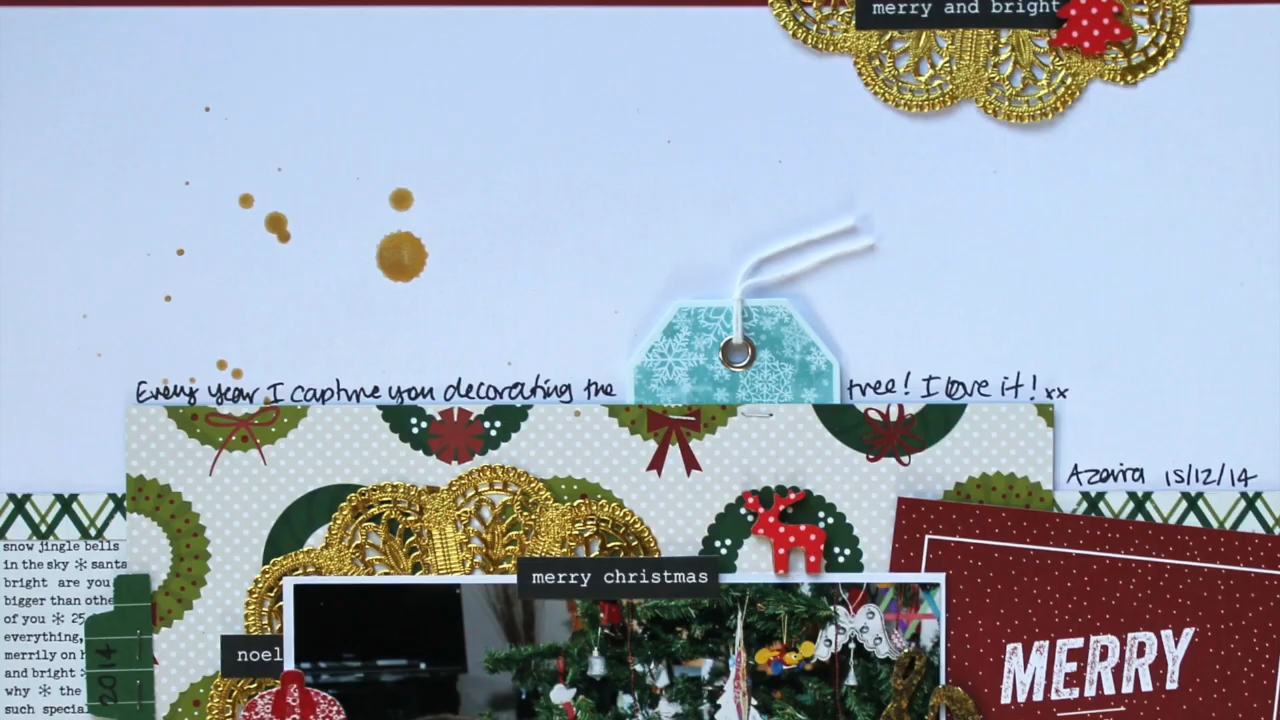 merry and bright
Every year I capture you decorating the tree! I love it! xx
Azaira 15/12/14
snow jingle bells
in the sky * santa
bright are you
bigger than othe
of you * 25
everything,
merrily on h
and bright *
why * the
such special
2014
merry christmas
noel
MERRY